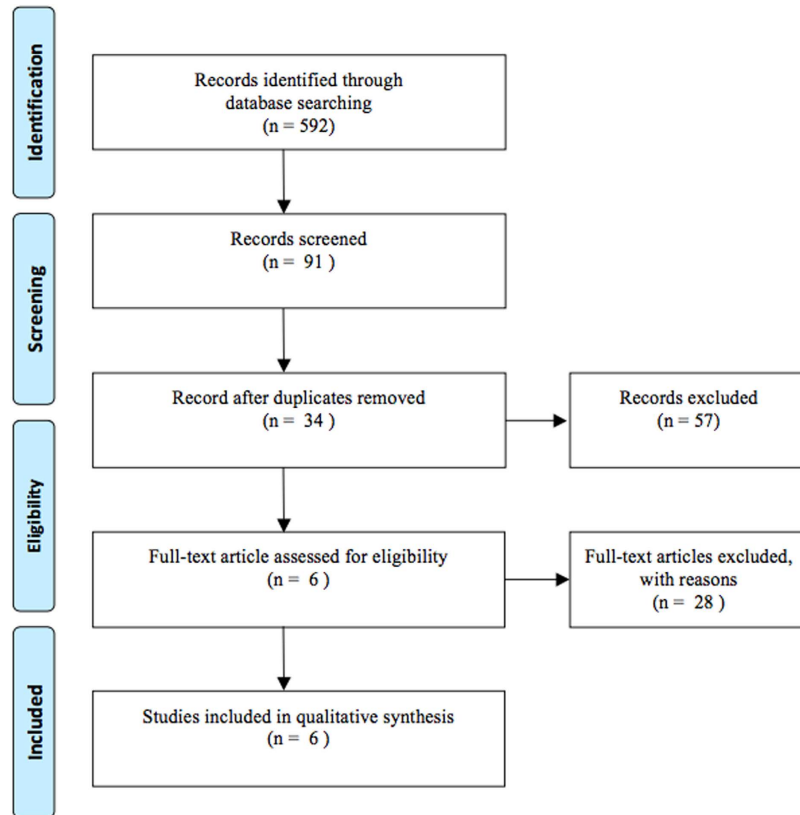 Identification
Records identified through
database searching
(n = 592)
Screening
Records screened
(n = 91 )
Record after duplicates removed
(n = 34 )
Records excluded
(n = 57)
Eligibility
Full-text article assessed for eligibility
(n = 6 )
Full-text articles excluded,
with reasons
(n = 28 )
Included
Studies included in qualitative synthesis
(n = 6 )